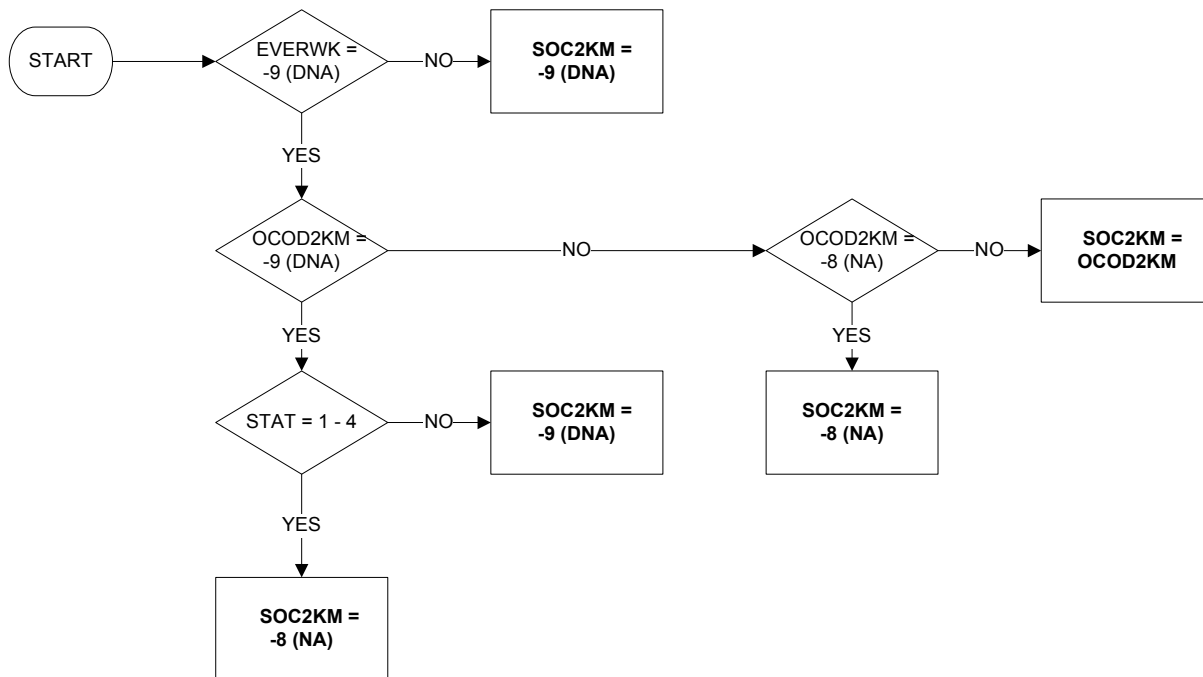 START
EVERWK =
-9 (DNA)
NO
SOC2KM =
-9 (DNA)
YES
OCOD2KM =
-9 (DNA)
NO
OCOD2KM =
-8 (NA)
NO
SOC2KM =
OCOD2KM
YES
YES
STAT = 1 - 4
NO
SOC2KM =
-9 (DNA)
SOC2KM =
-8 (NA)
YES
SOC2KM =
-8 (NA)